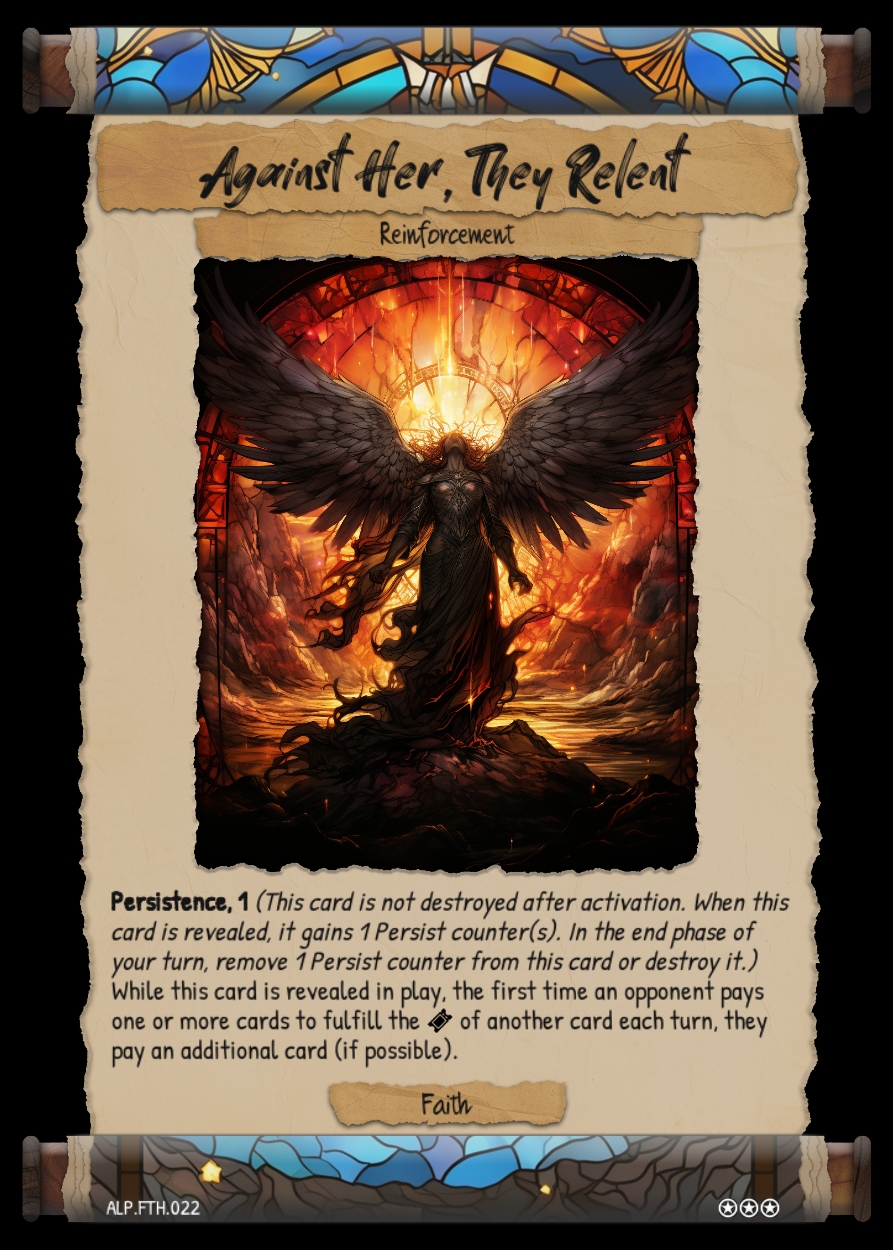 Against Her, They Relent
Reinforcement
Persistence, 1 (This card is not destroyed after activation. When this
card is revealed, it gains 1 Persist counter(s). In the end phase of
your turn, remove 1 Persist counter from this card or destroy it.)
While this card is revealed in play, the first time an opponent pays
one or more cards to fulfill the of another card each turn, they
pay an additional card (if possible).
Faith
ALP.FTH.022